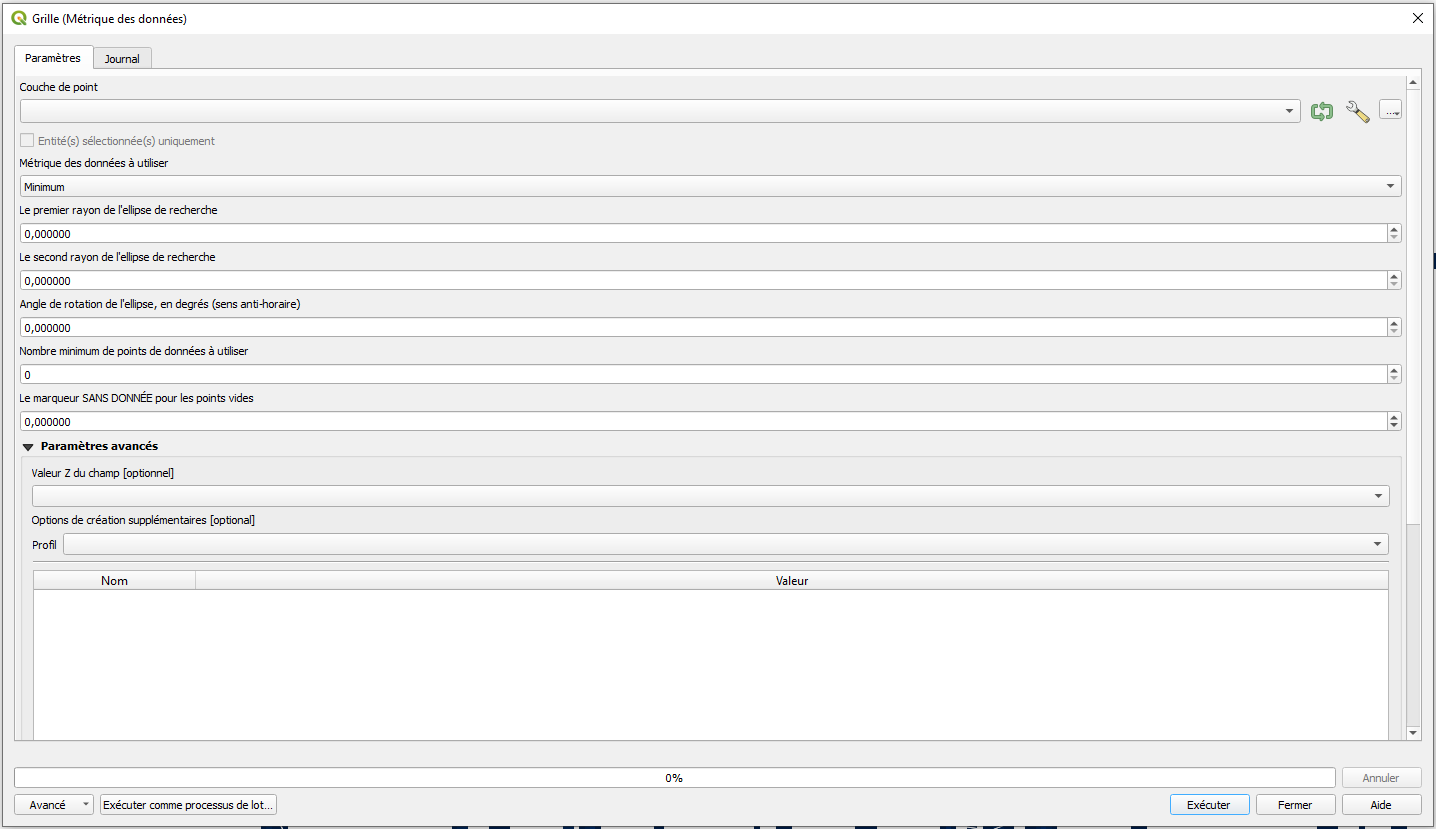 Grille (Métrique des données)
Paramètres
Journal
Couche de point
...
Entité(s) sélectionnée(s) uniquement
Métrique des données à utiliser
Minimum
Le premier rayon de l'ellipse de recherche
0,000000
Le second rayon de l'ellipse de recherche
0,000000
Angle de rotation de l'ellipse, en degrés (sens anti-horaire)
0,000000
Nombre minimum de points de données à utiliser
0
Le marqueur SANS DONNÉE pour les points vides
0,000000
Paramètres avancés
Valeur Z du champ [optionnel]
Options de création supplémentaires [optional]
Profil
Nom Valeur
0%
Annuler
Avancé
Exécuter comme processus de lot...
Exécuter
Fermer
Aide